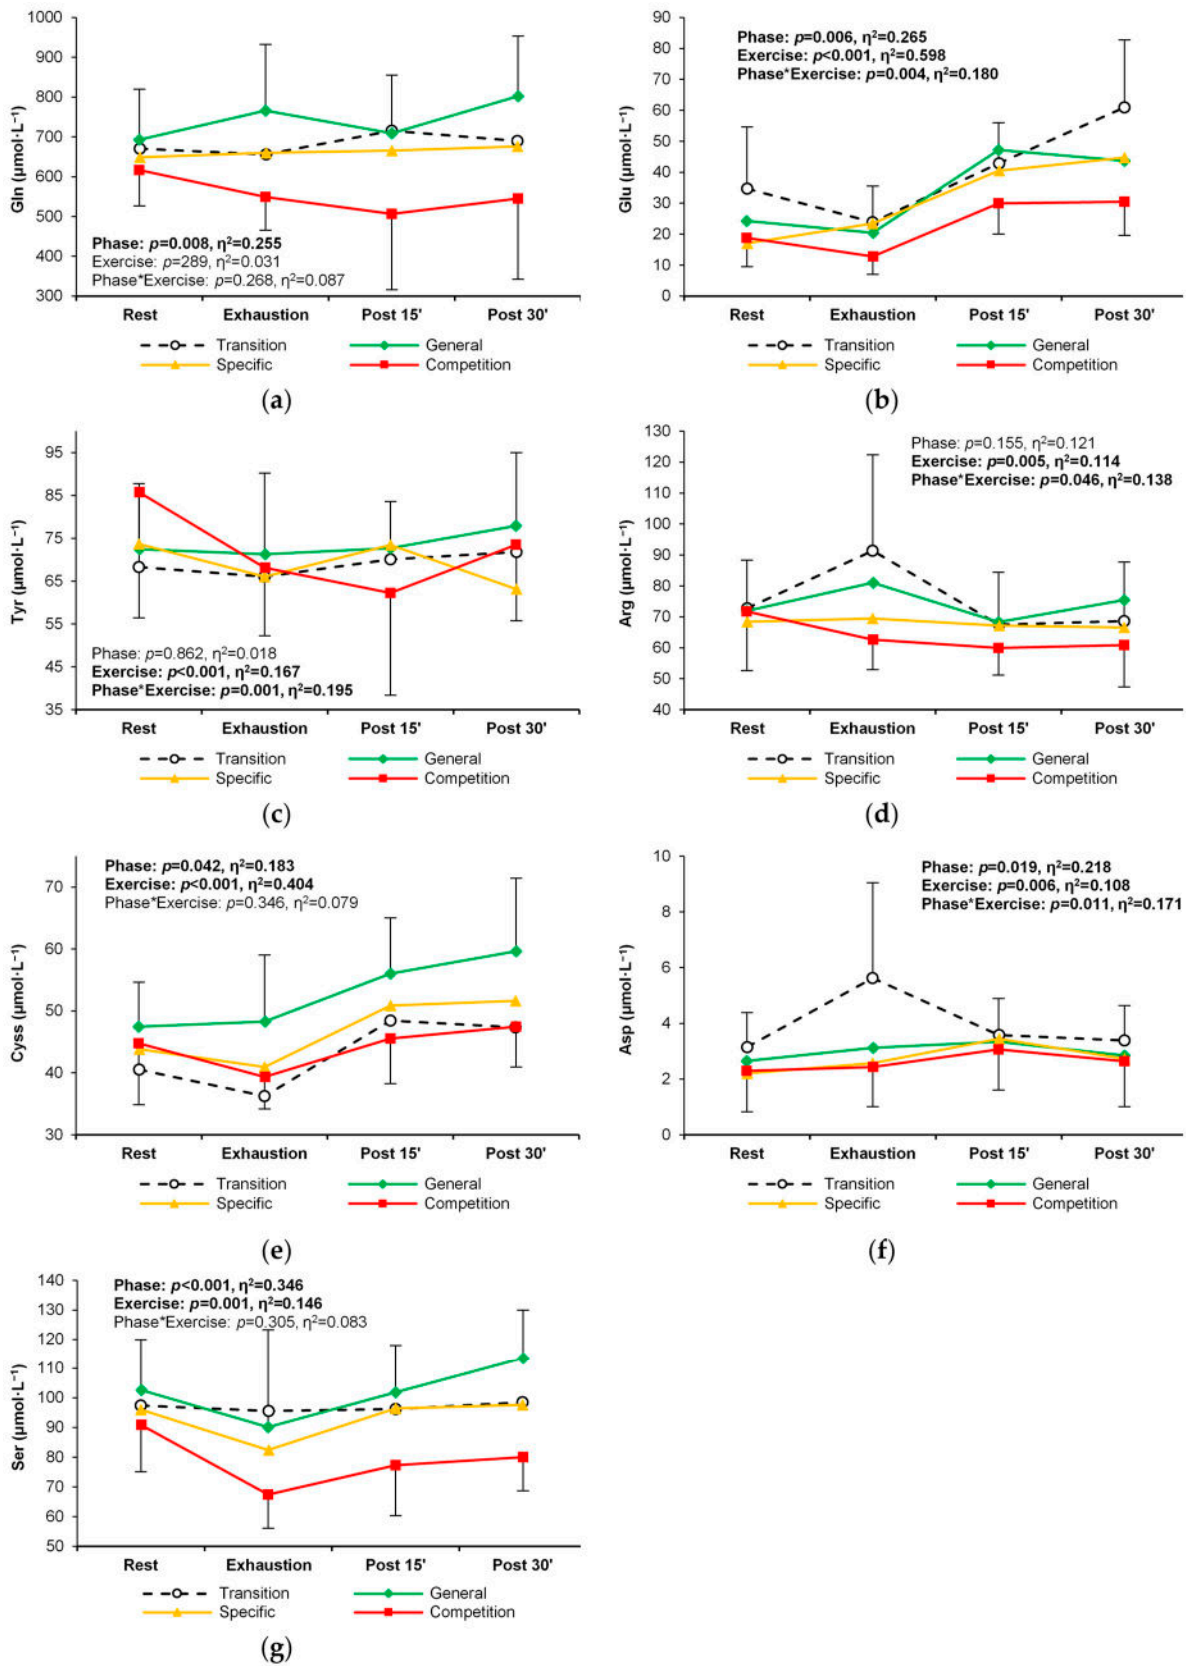 1000
900
800
700
600
500
400
300
Gln (µmol·L⁻¹)
Phase: p=0.008, η²=0.255
Exercise: p=289, η²=0.031
Phase*Exercise: p=0.268, η²=0.087
Rest Exhaustion Post 15' Post 30'
Transition General
Specific Competition
(a)
90
80
70
60
50
40
30
20
10
0
Glu (µmol·L⁻¹)
Phase: p=0.006, η²=0.265
Exercise: p<0.001, η²=0.598
Phase*Exercise: p=0.004, η²=0.180
Rest Exhaustion Post 15' Post 30'
Transition General
Specific Competition
(b)
95
85
75
65
55
45
35
Tyr (µmol·L⁻¹)
Phase: p=0.862, η²=0.018
Exercise: p<0.001, η²=0.167
Phase*Exercise: p=0.001, η²=0.195
Rest Exhaustion Post 15' Post 30'
Transition General
Specific Competition
(c)
130
120
110
100
90
80
70
60
50
40
Arg (µmol·L⁻¹)
Phase: p=0.155, η²=0.121
Exercise: p=0.005, η²=0.114
Phase*Exercise: p=0.046, η²=0.138
Rest Exhaustion Post 15' Post 30'
Transition General
Specific Competition
(d)
70
60
50
40
30
Cyss (µmol·L⁻¹)
Phase: p=0.042, η²=0.183
Exercise: p<0.001, η²=0.404
Phase*Exercise: p=0.346, η²=0.079
Rest Exhaustion Post 15' Post 30'
Transition General
Specific Competition
(e)
10
8
6
4
2
0
Asp (µmol·L⁻¹)
Phase: p=0.019, η²=0.218
Exercise: p=0.006, η²=0.108
Phase*Exercise: p=0.011, η²=0.171
Rest Exhaustion Post 15' Post 30'
Transition General
Specific Competition
(f)
140
130
120
110
100
90
80
70
60
50
Ser (µmol·L⁻¹)
Phase: p<0.001, η²=0.346
Exercise: p=0.001, η²=0.146
Phase*Exercise: p=0.305, η²=0.083
Rest Exhaustion Post 15' Post 30'
Transition General
Specific Competition
(g)